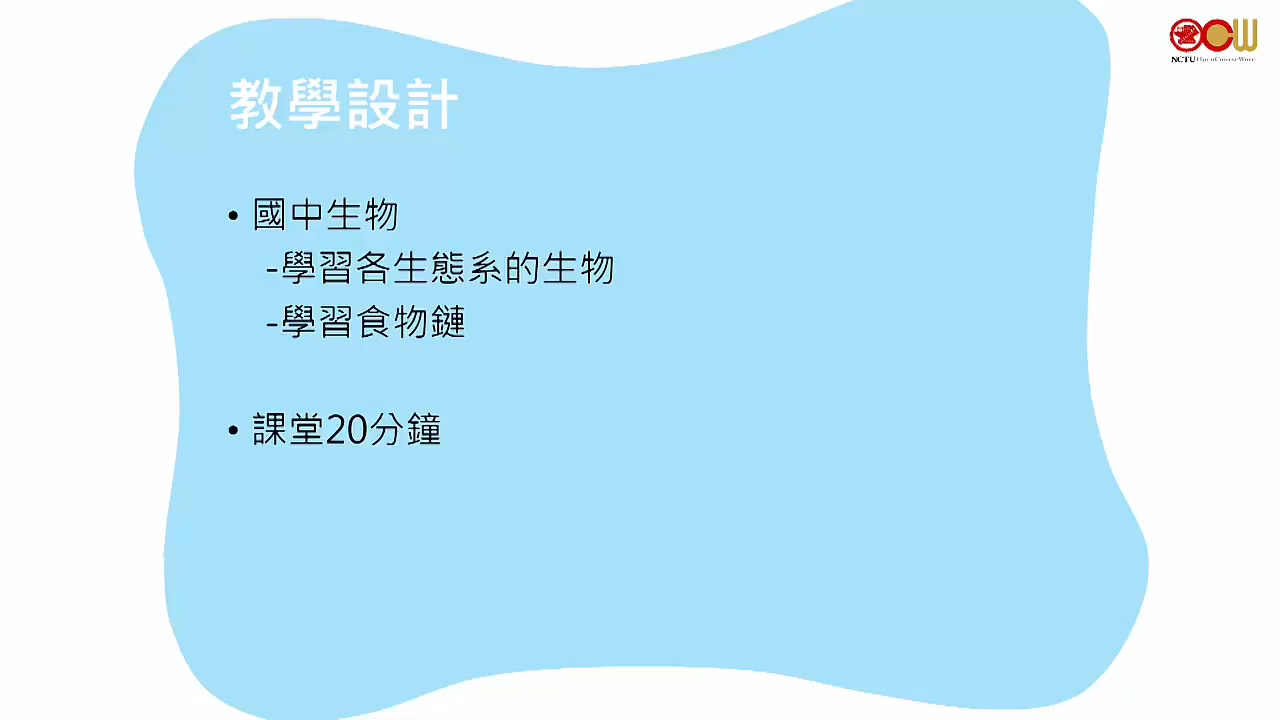 教學設計
• 國中生物
-學習各生態系的生物
-學習食物鏈
• 課堂20分鐘
OCW
NCTU OpenCourseWare